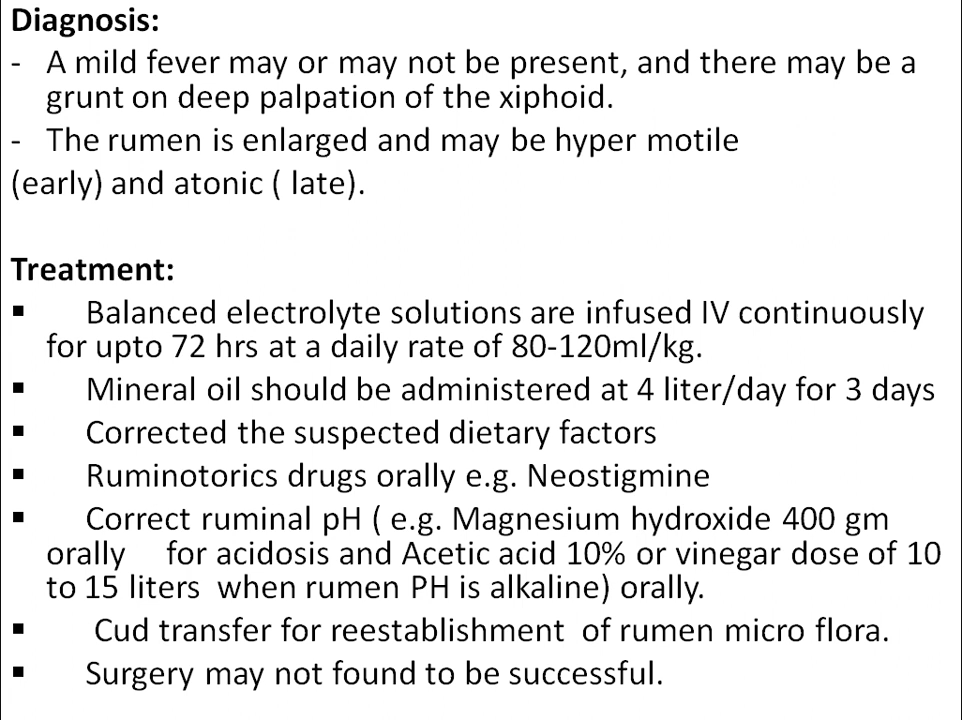 Diagnosis:
- A mild fever may or may not be present, and there may be a
grunt on deep palpation of the xiphoid.
- The rumen is enlarged and may be hyper motile
(early) and atonic ( late).
Treatment:
▪ Balanced electrolyte solutions are infused IV continuously
for upto 72 hrs at a daily rate of 80-120ml/kg.
▪ Mineral oil should be administered at 4 liter/day for 3 days
▪ Corrected the suspected dietary factors
▪ Ruminotorics drugs orally e.g. Neostigmine
▪ Correct ruminal pH ( e.g. Magnesium hydroxide 400 gm
orally for acidosis and Acetic acid 10% or vinegar dose of 10
to 15 liters when rumen PH is alkaline) orally.
▪ Cud transfer for reestablishment of rumen micro flora.
▪ Surgery may not found to be successful.